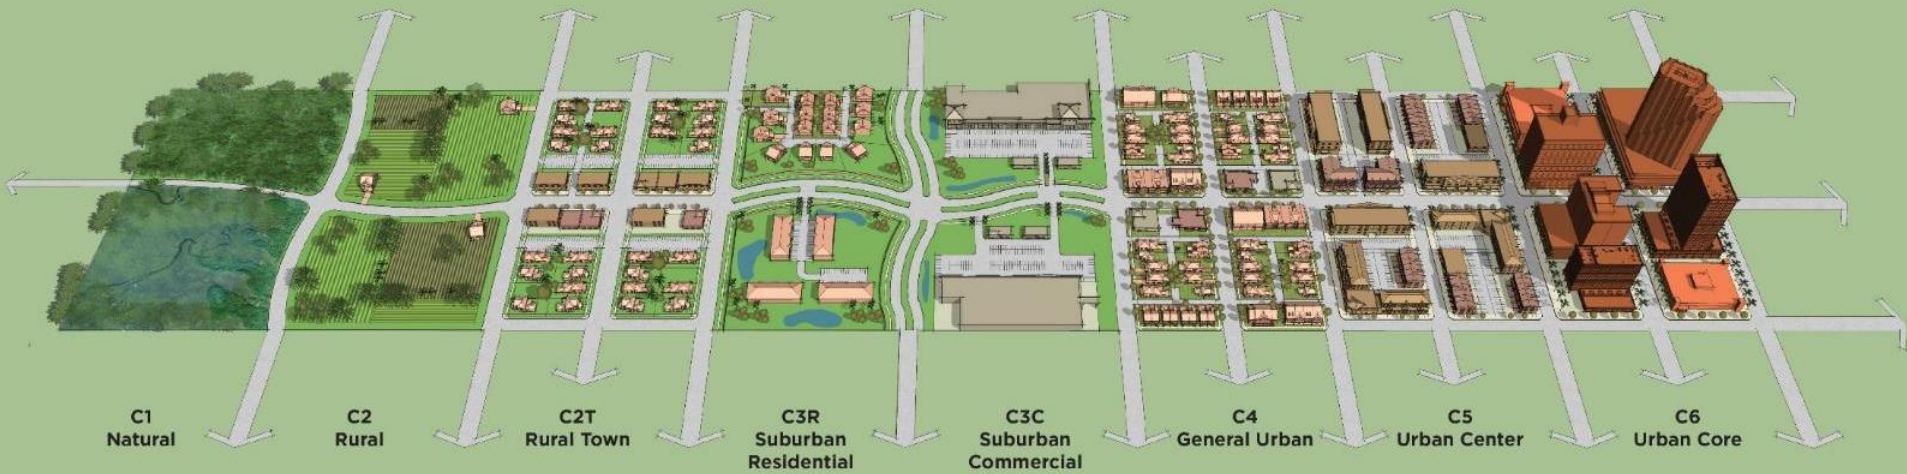 C1
Natural
C2
Rural
C2T
Rural Town
C3R
Suburban
Residential
C3C
Suburban
Commercial
C4
General Urban
C5
Urban Center
C6
Urban Core